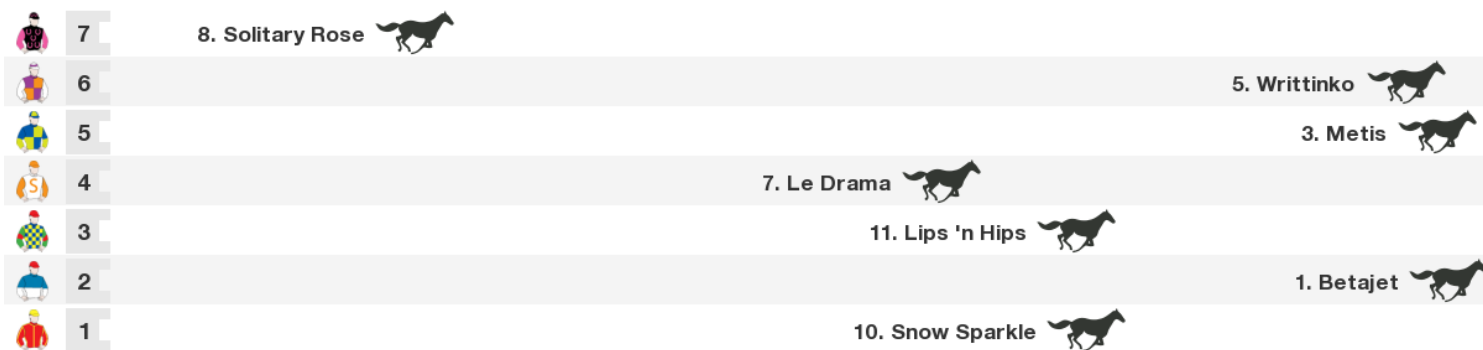 7 8. Solitary Rose
6 5. Writtinko
5 3. Metis
S 4 7. Le Drama
3 11. Lips 'n Hips
2 1. Betajet
1 10. Snow Sparkle